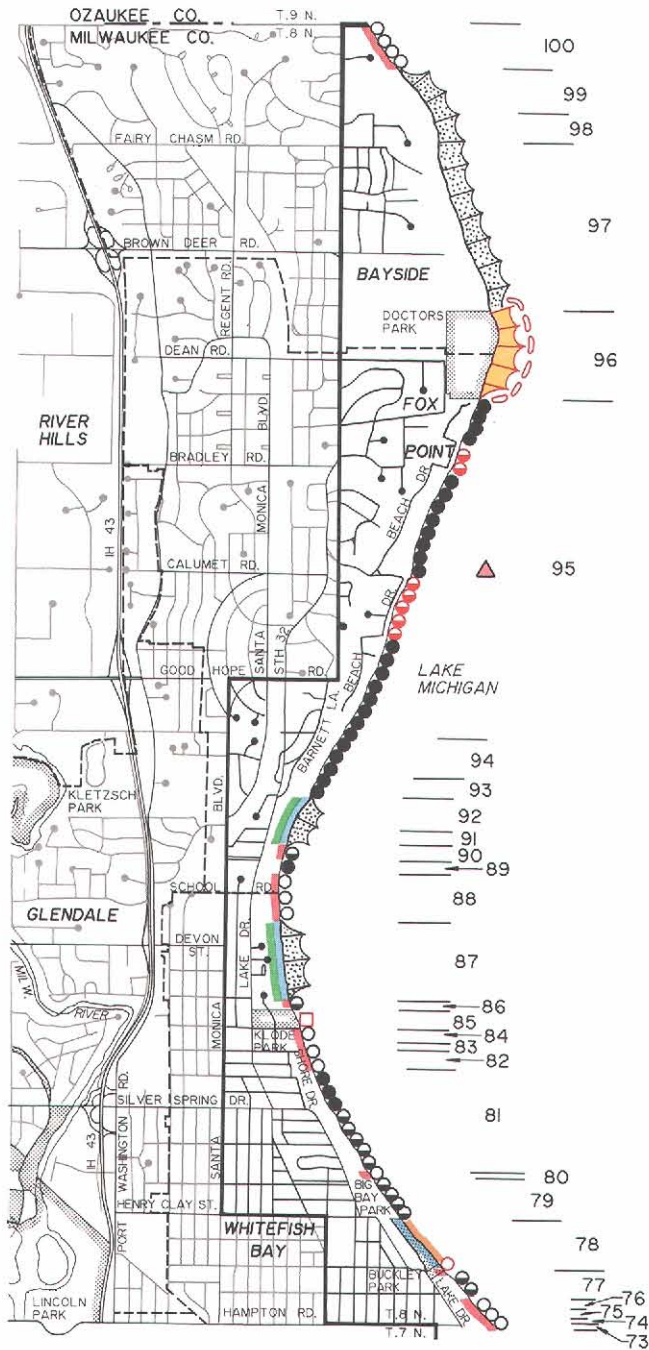 OZAUKEE CO.
T.9 N.
MILWAUKEE CO.
T.8 N.
100
99
FAIRY CHASM RD.
98
97
BROWN DEER RD.
BAYSIDE
REGENT RD.
DOCTORS
PARK
DEAN RD.
96
FOX
POINT
RIVER
HILLS
BLVD.
BRADLEY RD.
BEACH DR.
MONICA
IH 43
CALUMET RD.
95
DR.
SANTA
STH 32
GOOD HOPE RD.
BEACH
LAKE
MICHIGAN
BARNETT LA.
94
93
KLETZSCH
PARK
BLVD.
92
91
90
89
SCHOOL RD.
88
GLENDALE
LAKE DR.
DEVON
ST.
87
MILW.
RIVER
86
MONICA
85
KLODE
PARK
84
83
82
SHORE DR.
SILVER SPRING DR.
81
IH 43
PORT WASHINGTON RD.
SANTA
80
BIG
BAY
PARK
79
HENRY CLAY ST.
WHITEFISH
BAY
78
BUCKLEY
PARK
77
LAKE DR.
76
LINCOLN
PARK
HAMPTON RD.
T.8 N.
75
74
T.7 N.
73